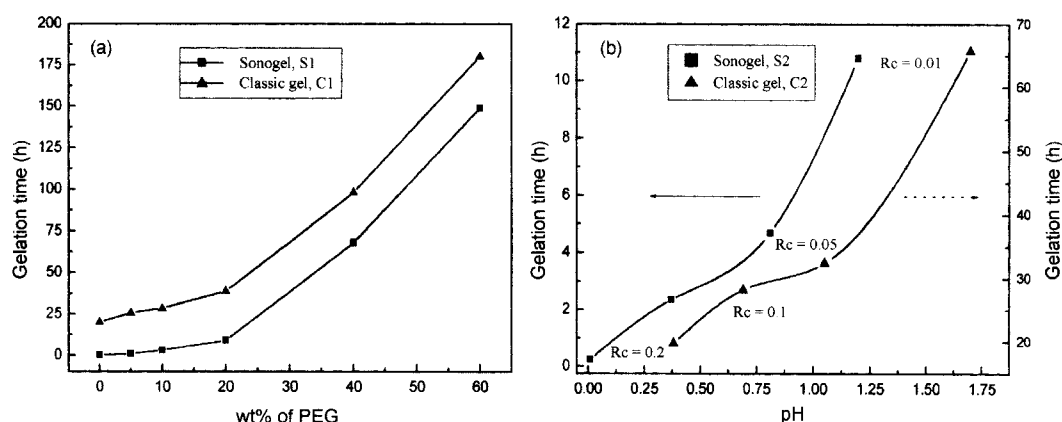 (a)
Sonogel, S1
Classic gel, C1
Gelation time (h)
200
175
150
125
100
75
50
25
0
0 10 20 30 40 50 60
wt% of PEG
(b)
Sonogel, S2
Classic gel, C2
Rc = 0.01
Rc = 0.05
Rc = 0.1
Rc = 0.2
Gelation time (h)
12
10
8
6
4
2
0
0.00 0.25 0.50 0.75 1.00 1.25 1.50 1.75
pH
70
60
50
40
30
20
Gelation time (h)